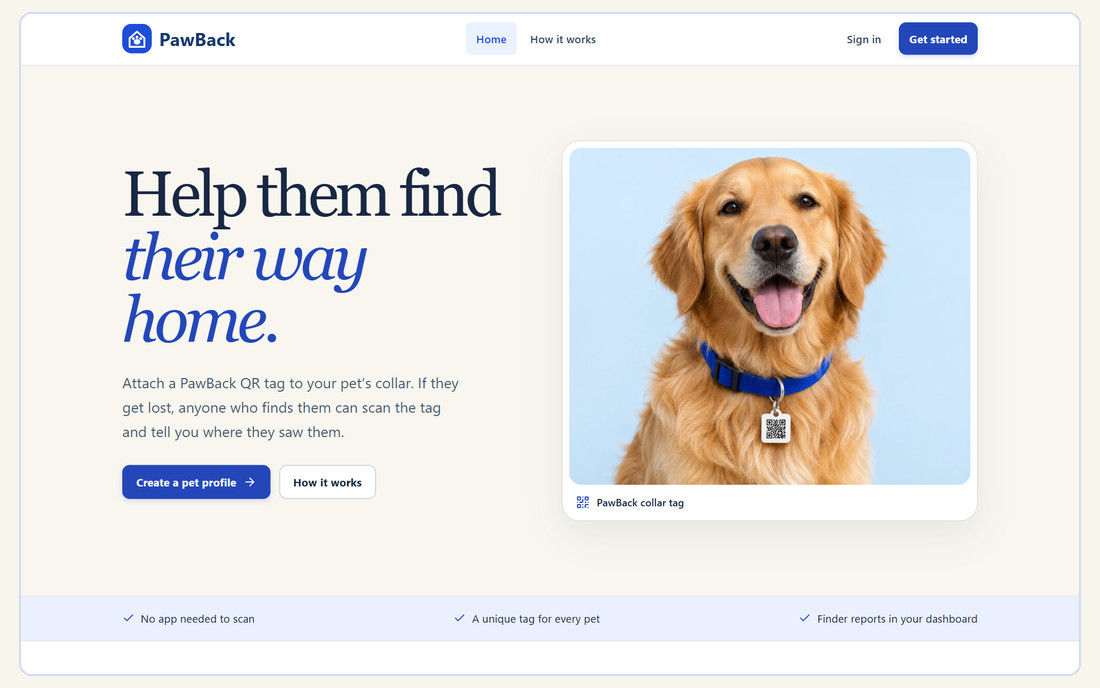 PawBack
Home
How it works
Sign in
Get started
Help them find
their way
home.
Attach a PawBack QR tag to your pet’s collar. If they
get lost, anyone who finds them can scan the tag
and tell you where they saw them.
Create a pet profile
How it works
PawBack collar tag
No app needed to scan
A unique tag for every pet
Finder reports in your dashboard